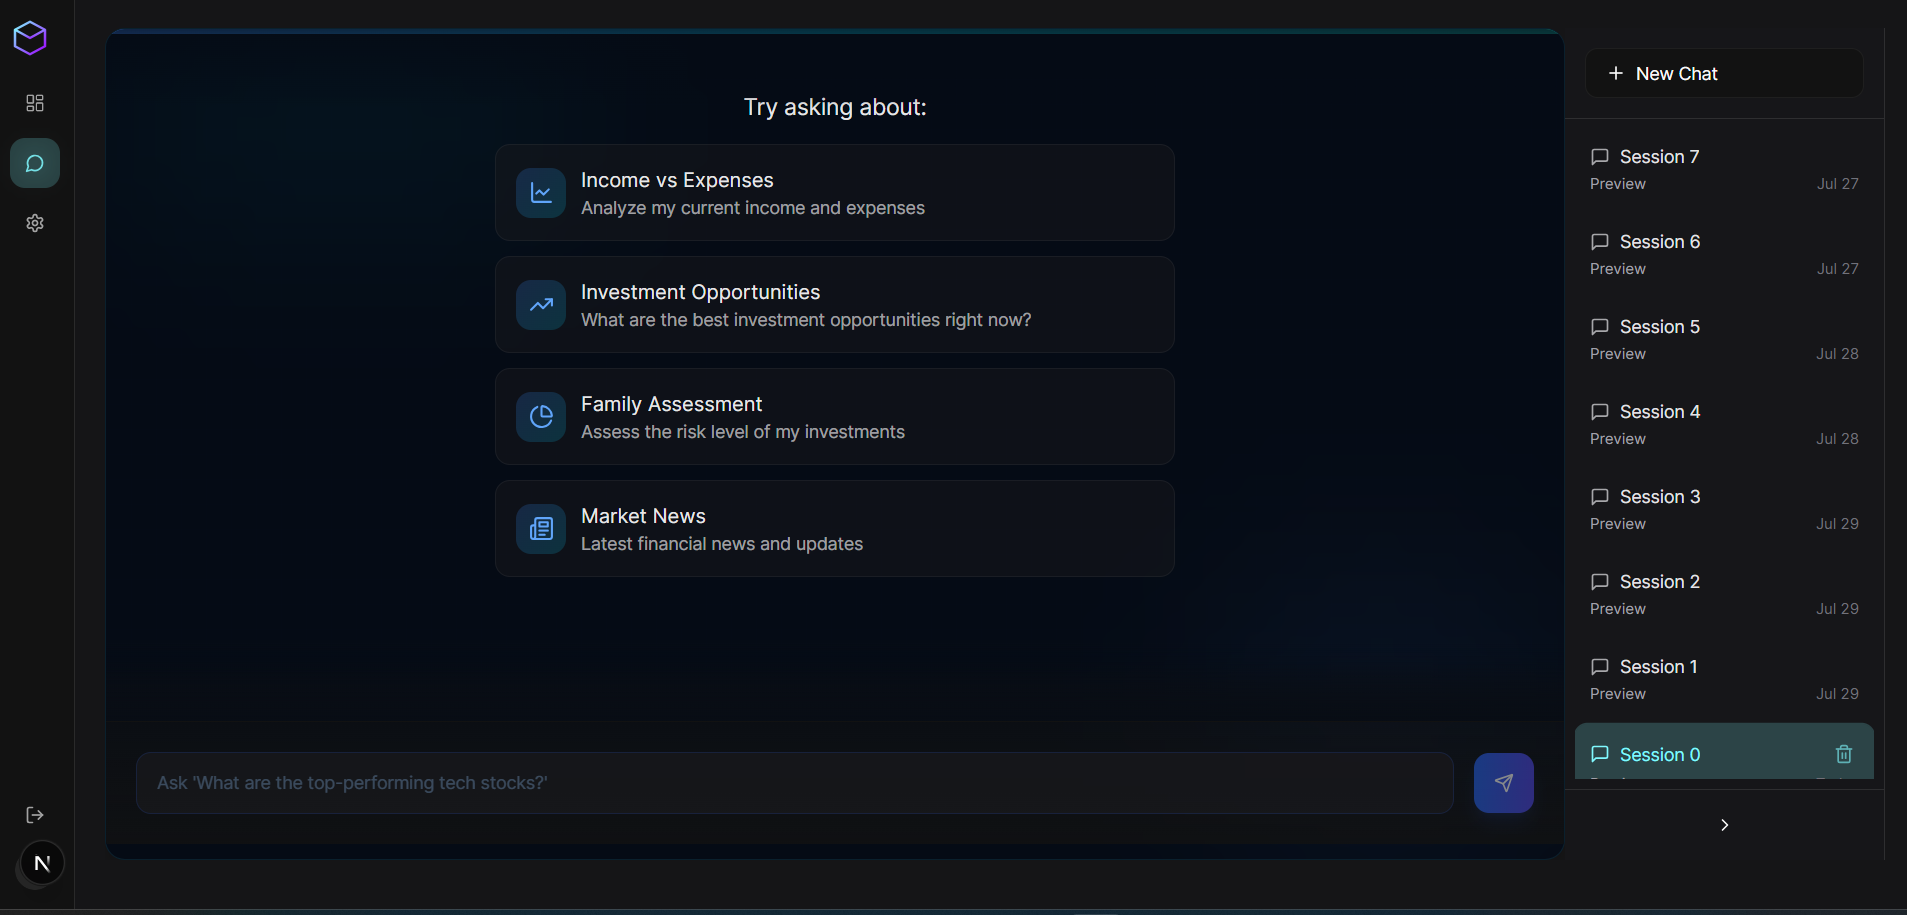 Try asking about:
Income vs Expenses
Analyze my current income and expenses
Investment Opportunities
What are the best investment opportunities right now?
Family Assessment
Assess the risk level of my investments
Market News
Latest financial news and updates
Ask 'What are the top-performing tech stocks?'
N
New Chat
Session 7
Preview Jul 27
Session 6
Preview Jul 27
Session 5
Preview Jul 28
Session 4
Preview Jul 28
Session 3
Preview Jul 29
Session 2
Preview Jul 29
Session 1
Preview Jul 29
Session 0